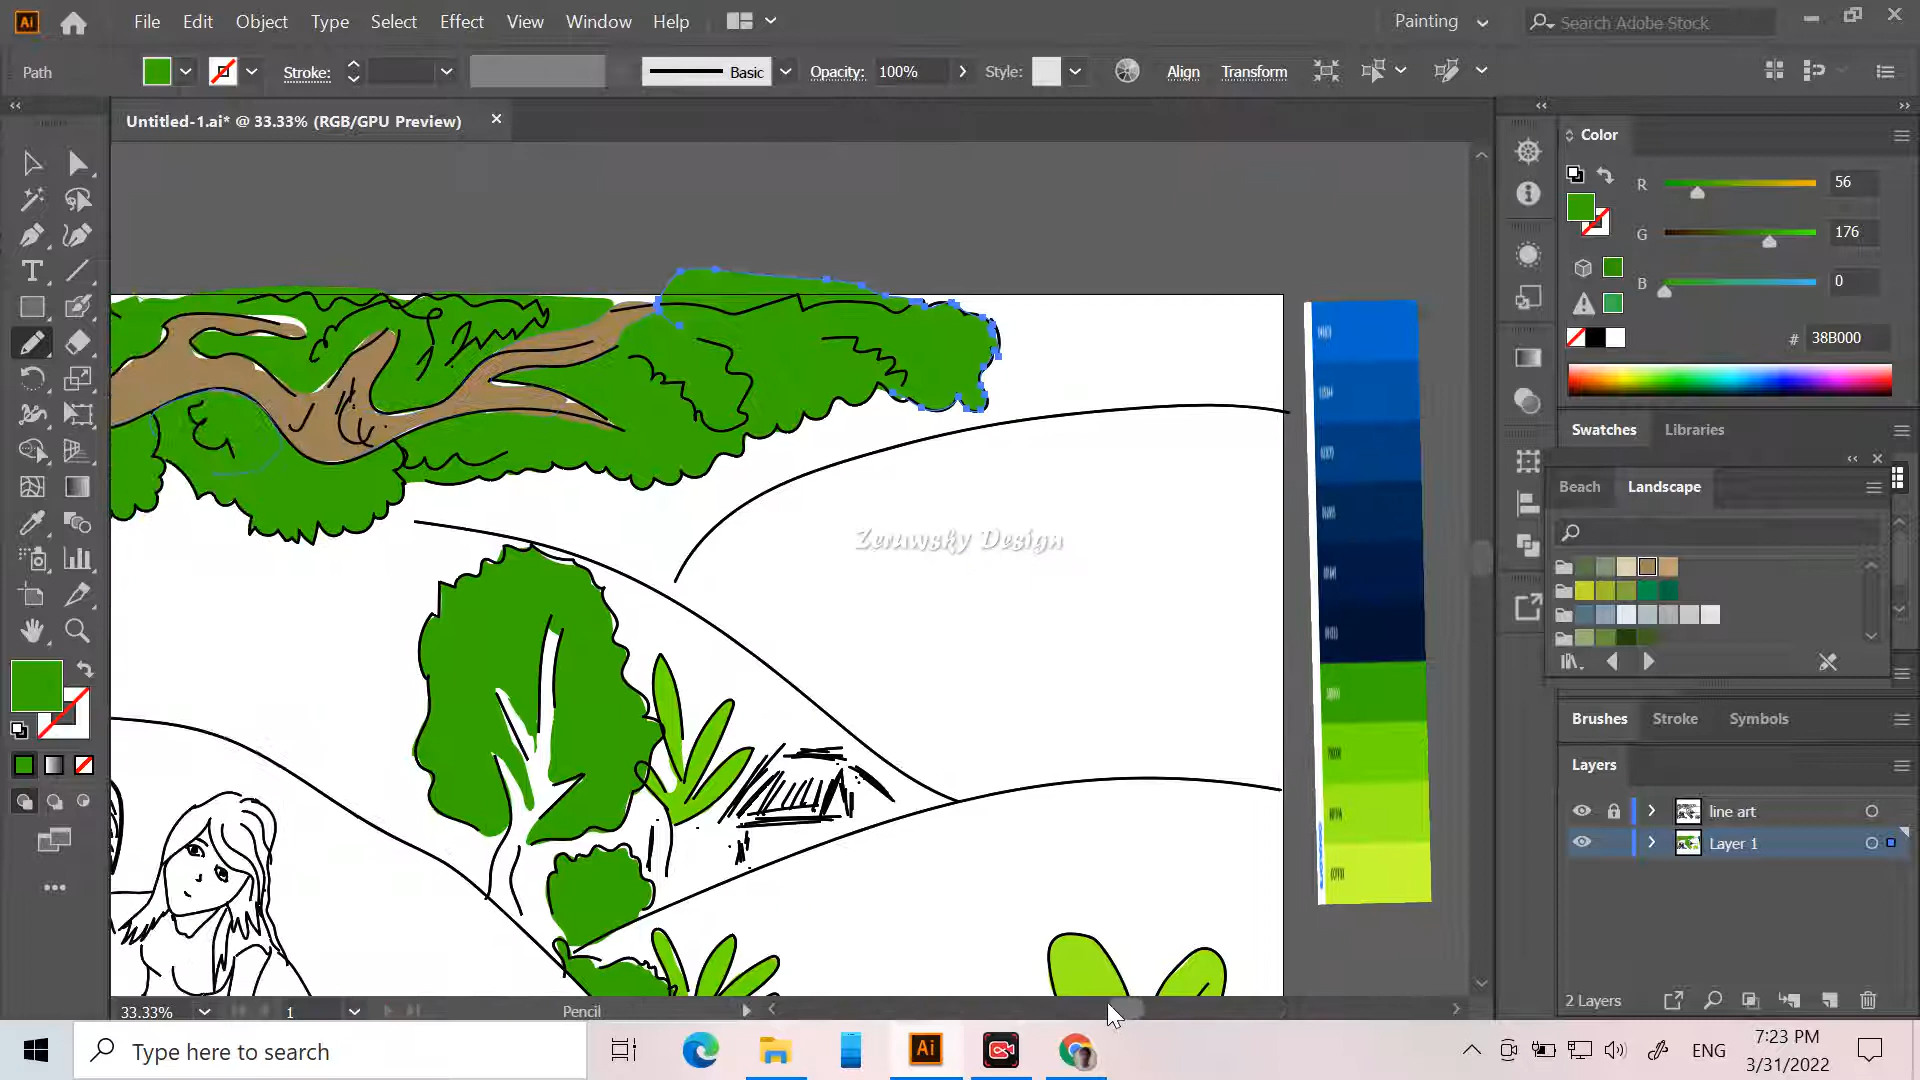 Ai File Edit Object Type Select Effect View Window Help Painting Search Adobe Stock
Path Stroke: Basic Opacity: 100% Style: Align Transform
Untitled-1.ai* @ 33.33% (RGB/GPU Preview)
Color
R 56
G 176
B 0
# 38B000
Swatches Libraries
Beach Landscape
Zeruwsky Design
Brushes Stroke Symbols
Layers
line art
Layer 1
2 Layers
33.33% 1 Pencil
Type here to search
Ai
ENG
7:23 PM
3/31/2022